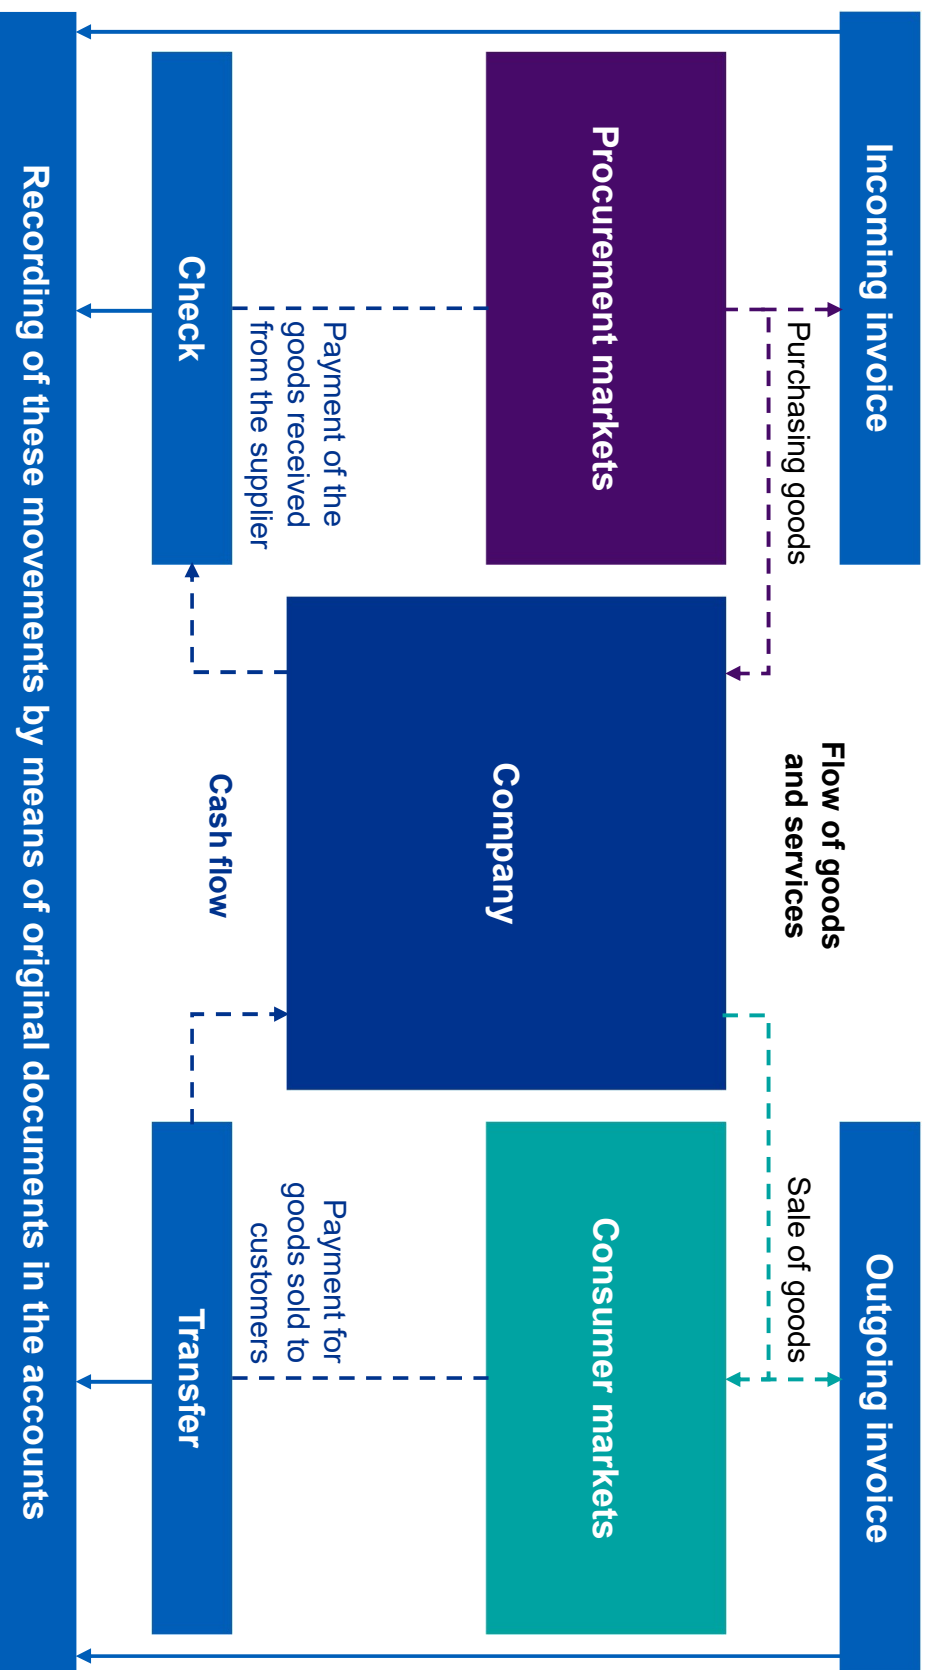 Incoming invoice
Outgoing invoice
Flow of goods
and services
Purchasing goods
Sale of goods
Procurement markets
Company
Consumer markets
Payment of the
goods received
from the supplier
Payment for
goods sold to
customers
Cash flow
Check
Transfer
Recording of these movements by means of original documents in the accounts